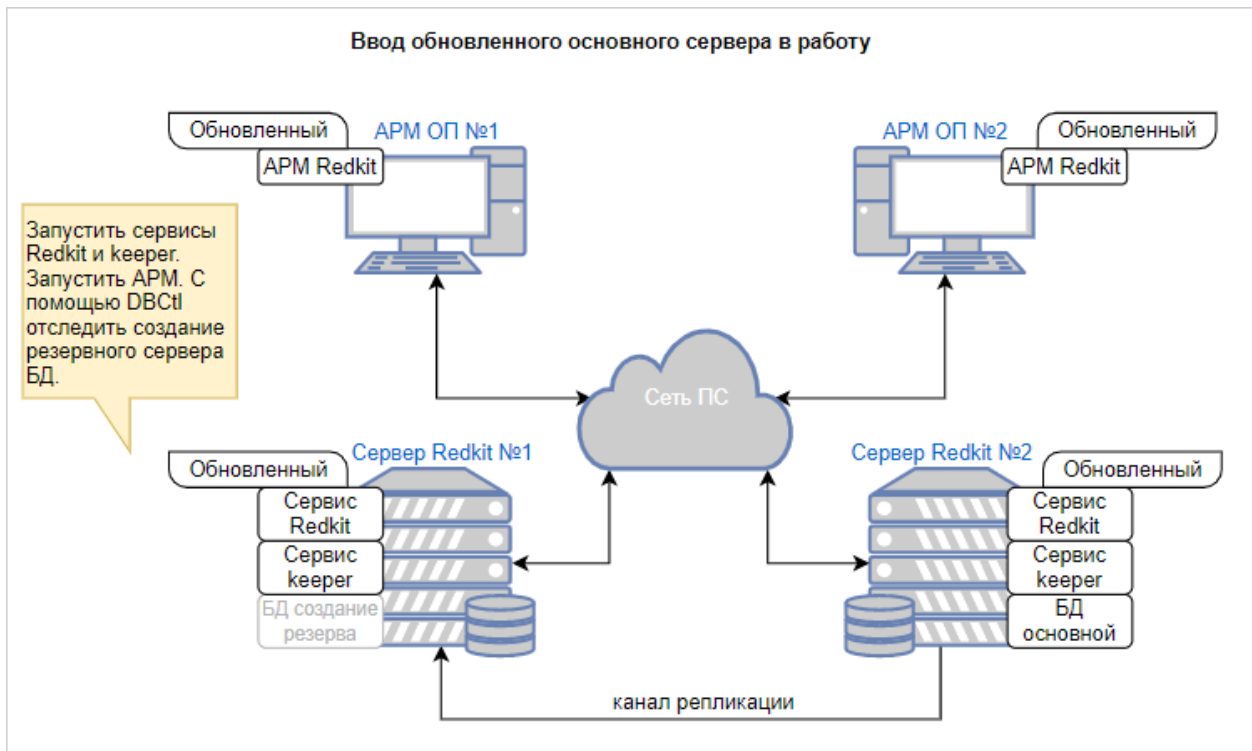 Ввод обновленного основного сервера в работу
Обновленный
АРМ ОП №1
АРМ Redkit
АРМ ОП №2
Обновленный
АРМ Redkit
Запустить сервисы
Redkit и keeper.
Запустить АРМ. С
помощью DBCtl
отследить создание
резервного сервера
БД.
Сеть ПС
Сервер Redkit №1
Обновленный
Сервис
Redkit
Сервис
keeper
БД создание
резерва
Сервер Redkit №2
Обновленный
Сервис
Redkit
Сервис
keeper
БД
основной
канал репликации